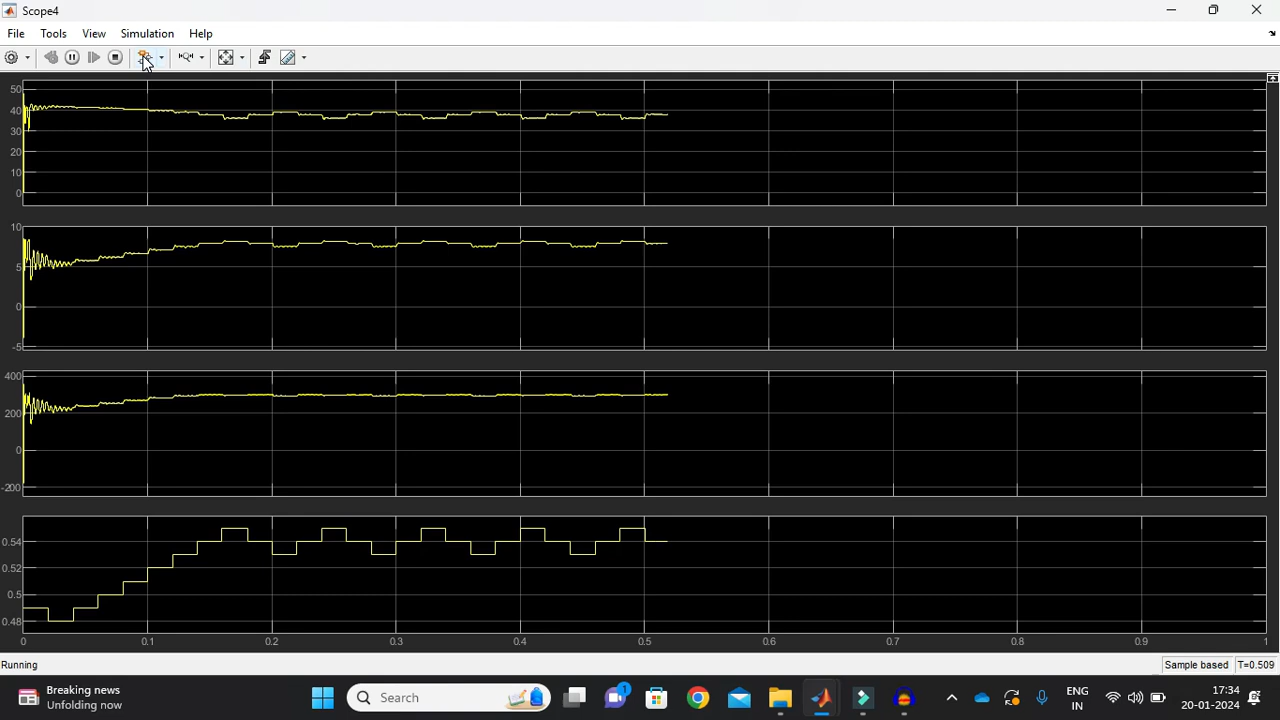 Scope4
File Tools View Simulation Help
50
40
30
20
10
0
10
5
0
-5
400
200
0
-200
0.54
0.52
0.5
0.48
0 0.1 0.2 0.3 0.4 0.5 0.6 0.7 0.8 0.9 1
Running Sample based T=0.509
Breaking news
Unfolding now
Search
1
ENG
IN
17:34
20-01-2024